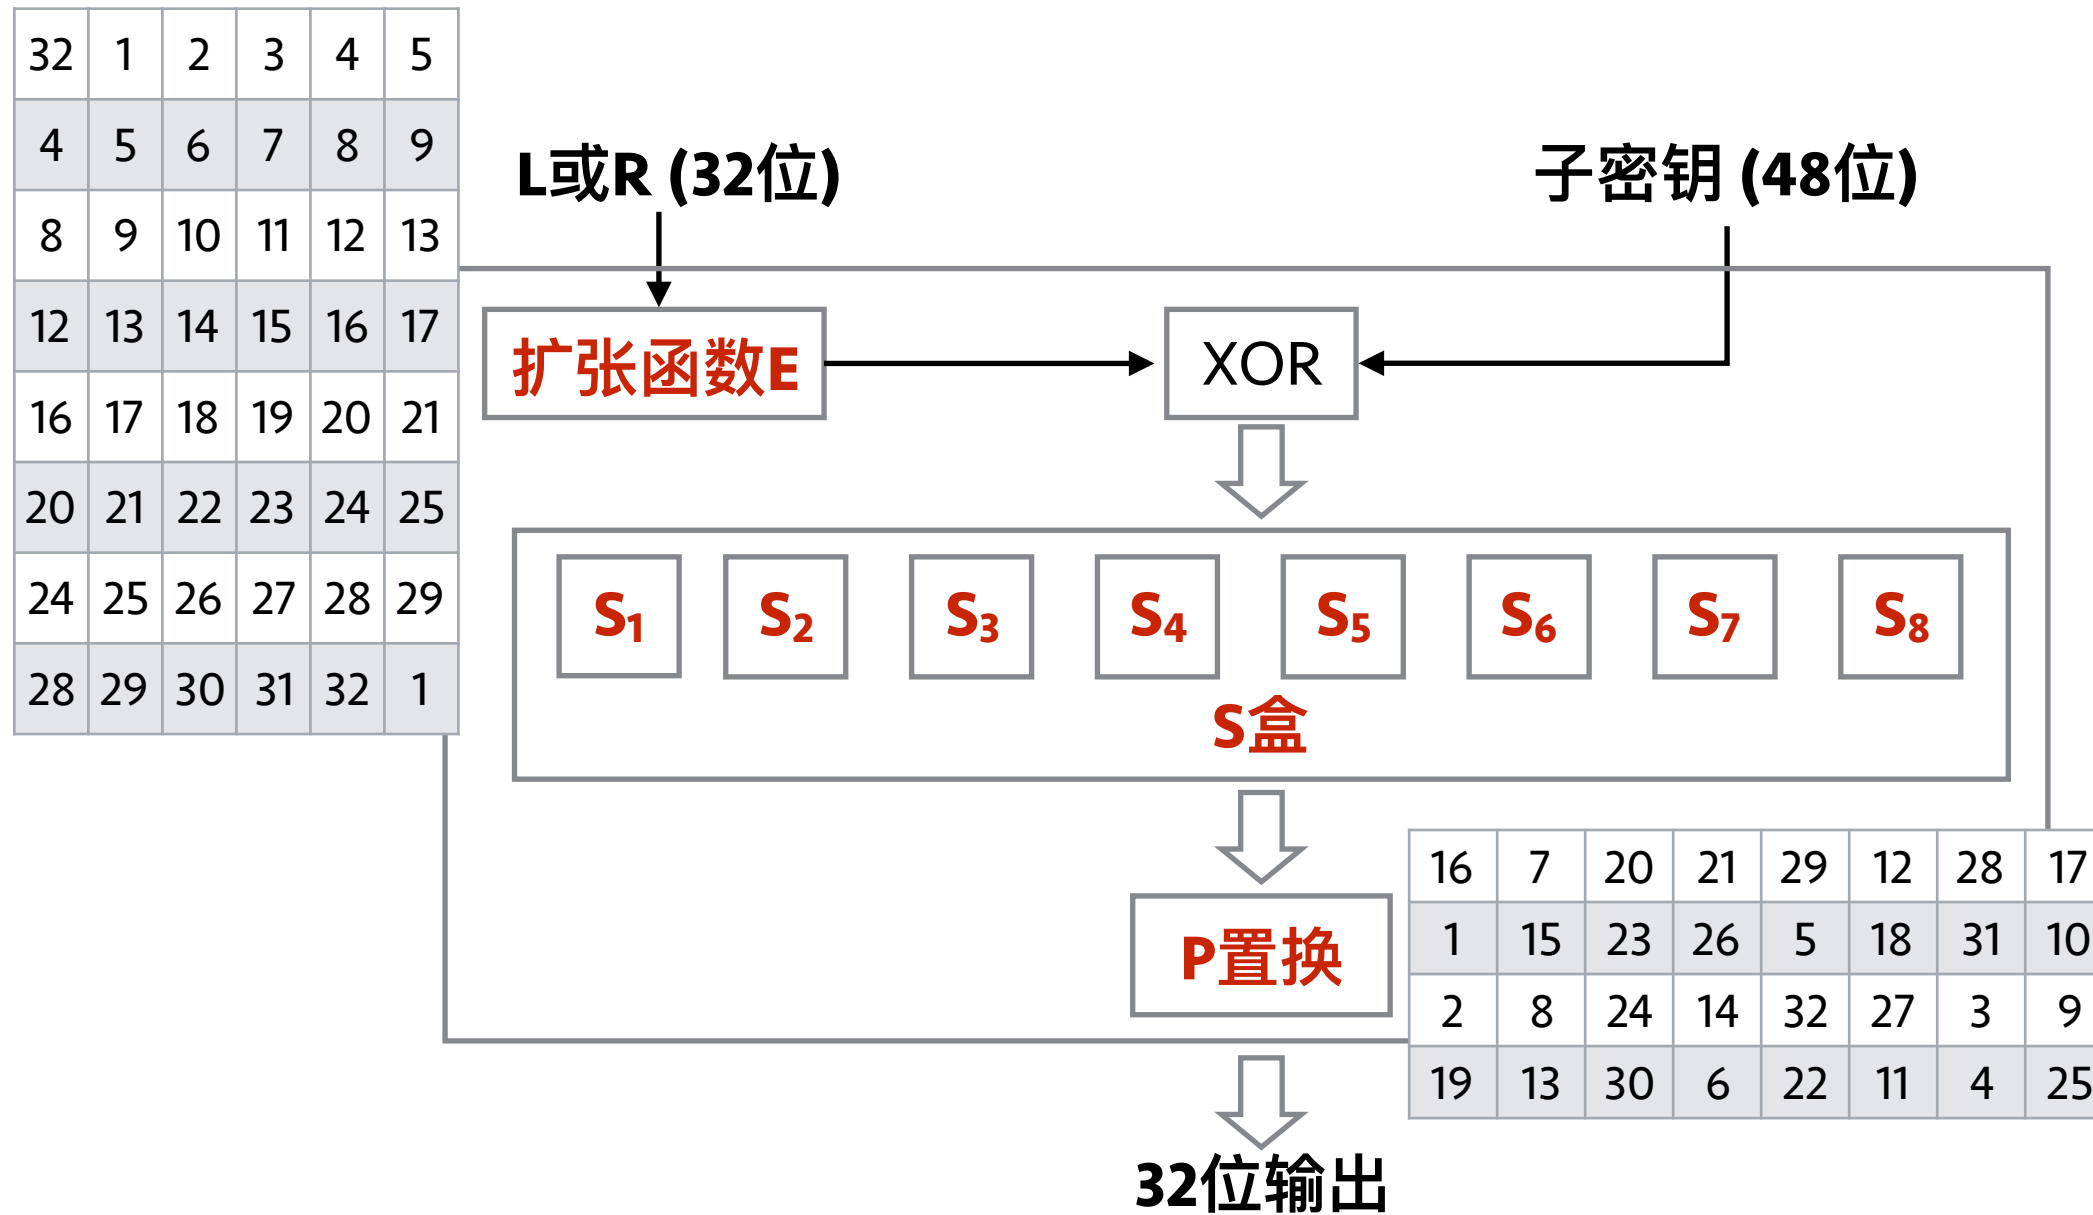 32 1 2 3 4 5
4 5 6 7 8 9
8 9 10 11 12 13
12 13 14 15 16 17
16 17 18 19 20 21
20 21 22 23 24 25
24 25 26 27 28 29
28 29 30 31 32 1
L或R (32位)
子密钥 (48位)
扩张函数E
XOR
S₁ S₂ S₃ S₄ S₅ S₆ S₇ S₈
S盒
P置换
16 7 20 21 29 12 28 17
1 15 23 26 5 18 31 10
2 8 24 14 32 27 3 9
19 13 30 6 22 11 4 25
32位输出